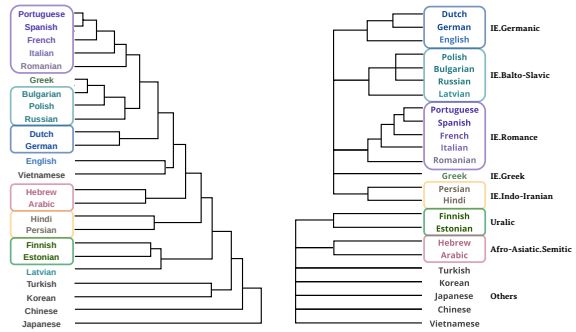 Portuguese
Spanish
French
Italian
Romanian
Greek
Bulgarian
Polish
Russian
Dutch
German
English
Vietnamese
Hebrew
Arabic
Hindi
Persian
Finnish
Estonian
Latvian
Turkish
Korean
Chinese
Japanese
Dutch
German
English
IE.Germanic
Polish
Bulgarian
Russian
Latvian
IE.Balto-Slavic
Portuguese
Spanish
French
Italian
Romanian
IE.Romance
Greek
IE.Greek
Persian
Hindi
IE.Indo-Iranian
Finnish
Estonian
Uralic
Hebrew
Arabic
Afro-Asiatic.Semitic
Turkish
Korean
Japanese
Chinese
Vietnamese
Others